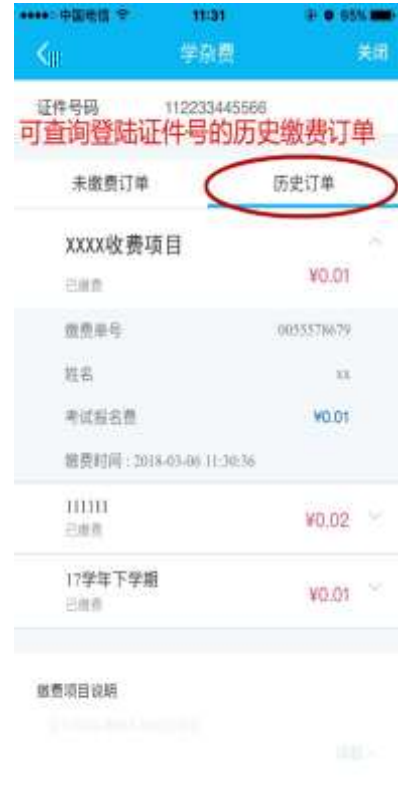 中国电信 11:31 95%
学杂费 关闭
证件号码 112233445566
可查询登陆证件号的历史缴费订单
未缴费订单 历史订单
XXXX收费项目
已缴费 ¥0.01
缴费单号 0055578679
姓名 xx
考试报名费 ¥0.01
缴费时间：2018-03-06 11:30:36
111111
已缴费 ¥0.02
17学年下学期
已缴费 ¥0.01
缴费项目说明